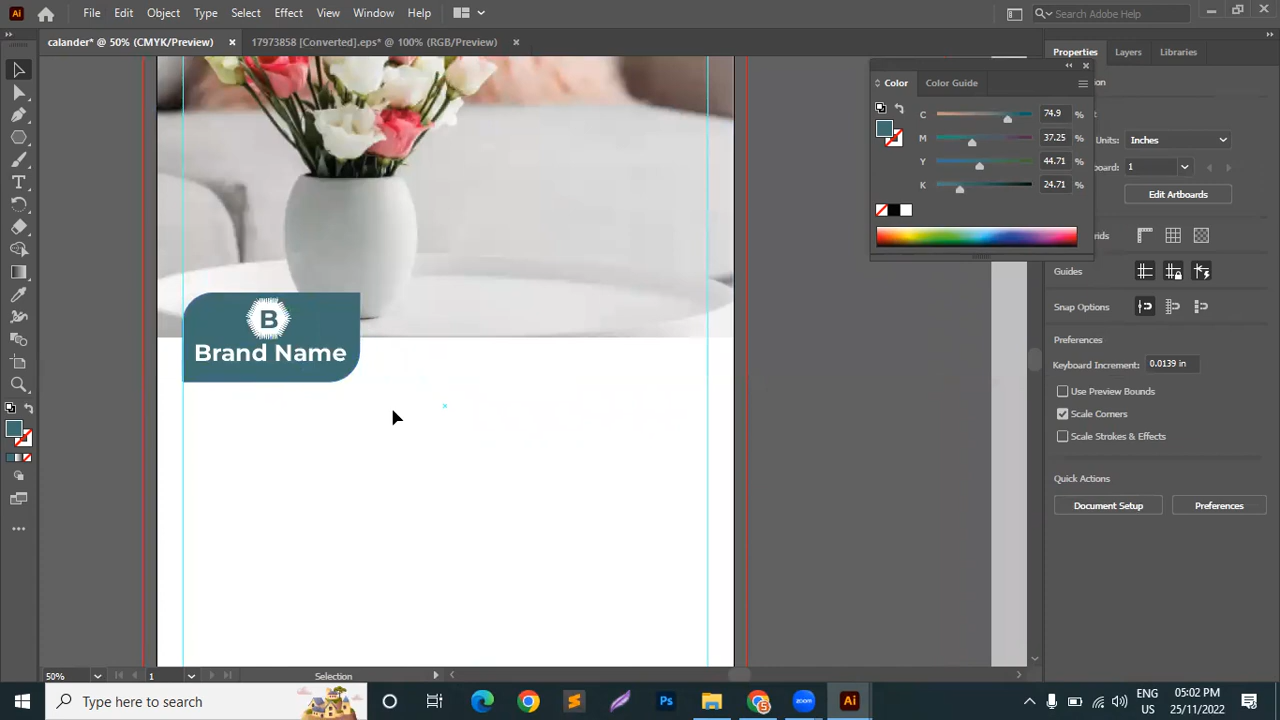 Ai File Edit Object Type Select Effect View Window Help Search Adobe Help
calander* @ 50% (CMYK/Preview) × 17973858 [Converted].eps* @ 100% (RGB/Preview) ×
Properties Layers Libraries
Color Color Guide
C 74.9 %
M 37.25 %
Y 44.71 %
K 24.71 %
Units: Inches
board: 1
Edit Artboards
Guides
Snap Options
Preferences
Keyboard Increment: 0.0139 in
Use Preview Bounds
Scale Corners
Scale Strokes & Effects
Quick Actions
Document Setup Preferences
B
Brand Name
50% 1 Selection
Type here to search
Ps
5
Ai
ENG
US
05:02 PM
25/11/2022